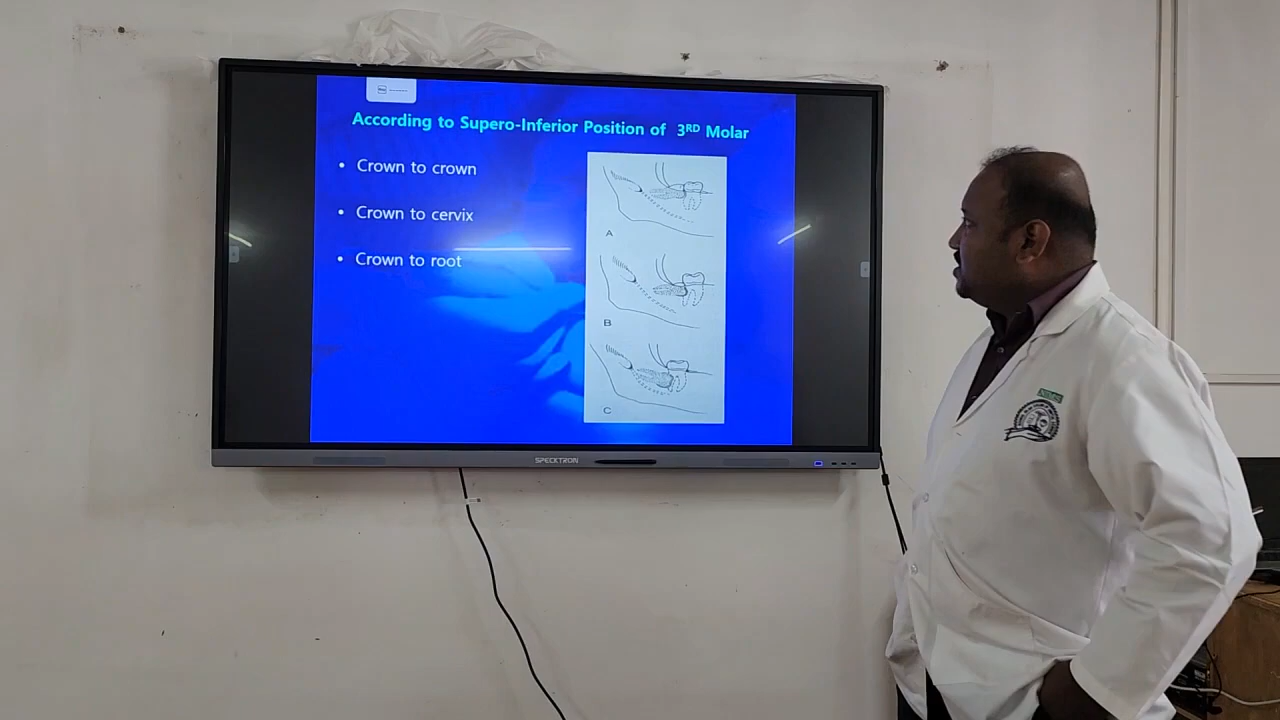 According to Supero-Inferior Position of 3RD Molar
• Crown to crown
• Crown to cervix
• Crown to root
A
B
C
SPECKTRON